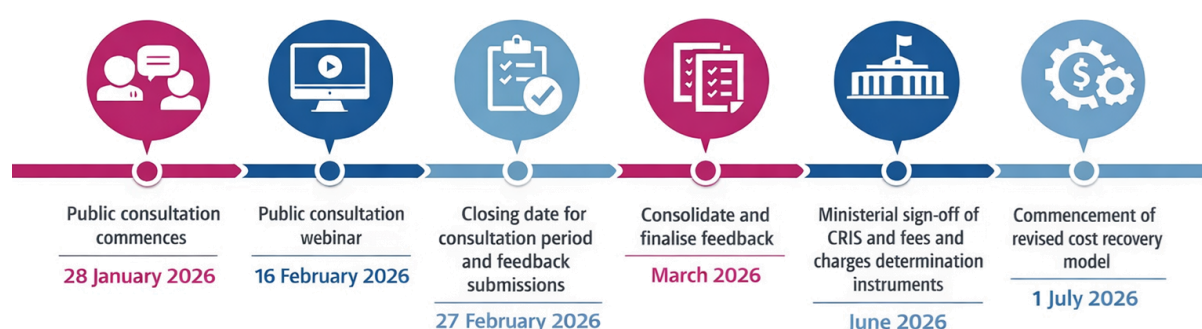 Public consultation
commences
28 January 2026
Public consultation
webinar
16 February 2026
Closing date for
consultation period
and feedback
submissions
27 February 2026
Consolidate and
finalise feedback
March 2026
Ministerial sign-off of
CRIS and fees and
charges determination
instruments
June 2026
Commencement of
revised cost recovery
model
1 July 2026
$